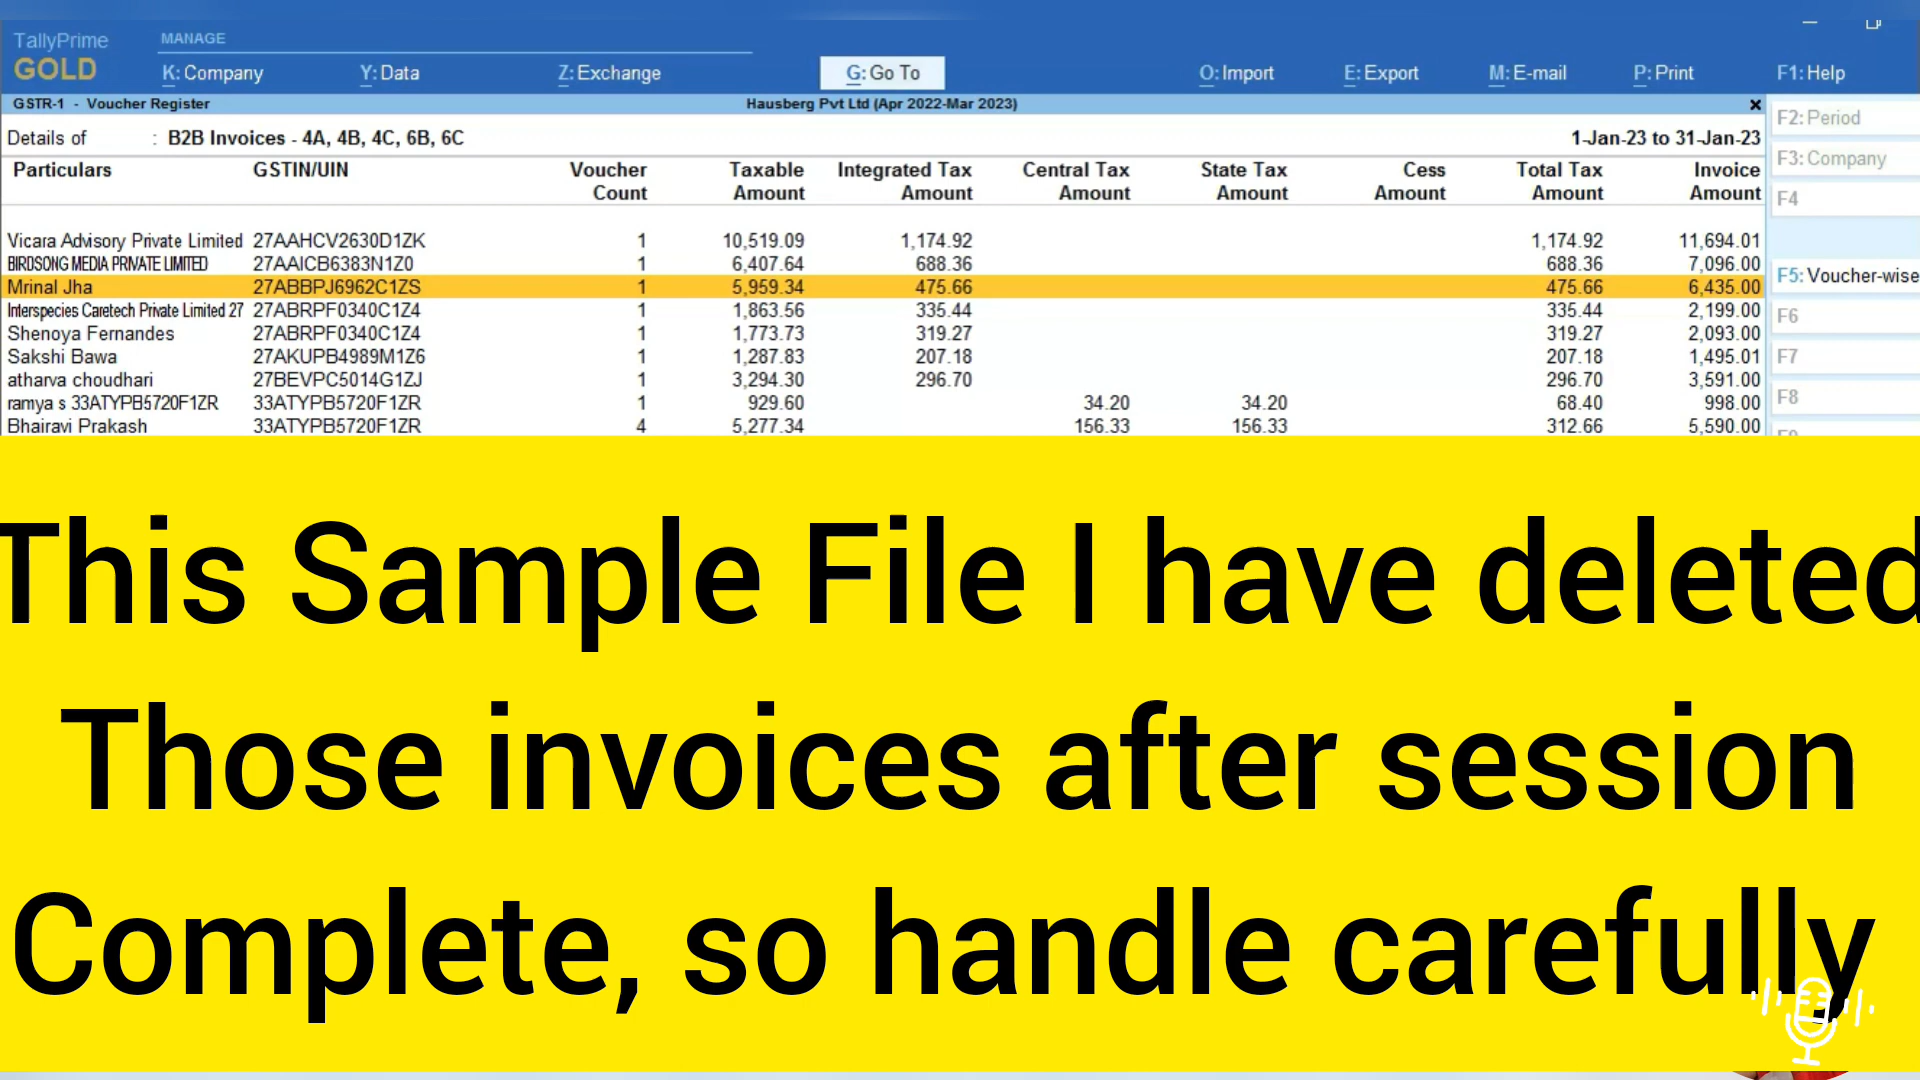 TallyPrime
GOLD
MANAGE
K: Company Y: Data Z: Exchange G: Go To O: Import E: Export M: E-mail P: Print F1: Help
GSTR-1 - Voucher Register Hausberg Pvt Ltd (Apr 2022-Mar 2023)
F2: Period
Details of : B2B Invoices - 4A, 4B, 4C, 6B, 6C 1-Jan-23 to 31-Jan-23
F3: Company
Particulars GSTIN/UIN Voucher Count Taxable Amount Integrated Tax Amount Central Tax Amount State Tax Amount Cess Amount Total Tax Amount Invoice Amount
F4
Vicara Advisory Private Limited 27AAHCV2630D1ZK 1 10,519.09 1,174.92 1,174.92 11,694.01
BIRDSONG MEDIA PRIVATE LIMITED 27AAICB6383N1Z0 1 6,407.64 688.36 688.36 7,096.00
F5: Voucher-wise
Mrinal Jha 27ABBPJ6962C1ZS 1 5,959.34 475.66 475.66 6,435.00
Interspecies Caretech Private Limited 27 27ABRPF0340C1Z4 1 1,863.56 335.44 335.44 2,199.00
F6
Shenoya Fernandes 27ABRPF0340C1Z4 1 1,773.73 319.27 319.27 2,093.00
Sakshi Bawa 27AKUPB4989M1Z6 1 1,287.83 207.18 207.18 1,495.01
F7
atharva choudhari 27BEVPC5014G1ZJ 1 3,294.30 296.70 296.70 3,591.00
ramya s 33ATYPB5720F1ZR 33ATYPB5720F1ZR 1 929.60 34.20 34.20 68.40 998.00
F8
Bhairavi Prakash 33ATYPB5720F1ZR 4 5,277.34 156.33 156.33 312.66 5,590.00
This Sample File I have deleted
Those invoices after session
Complete, so handle carefully